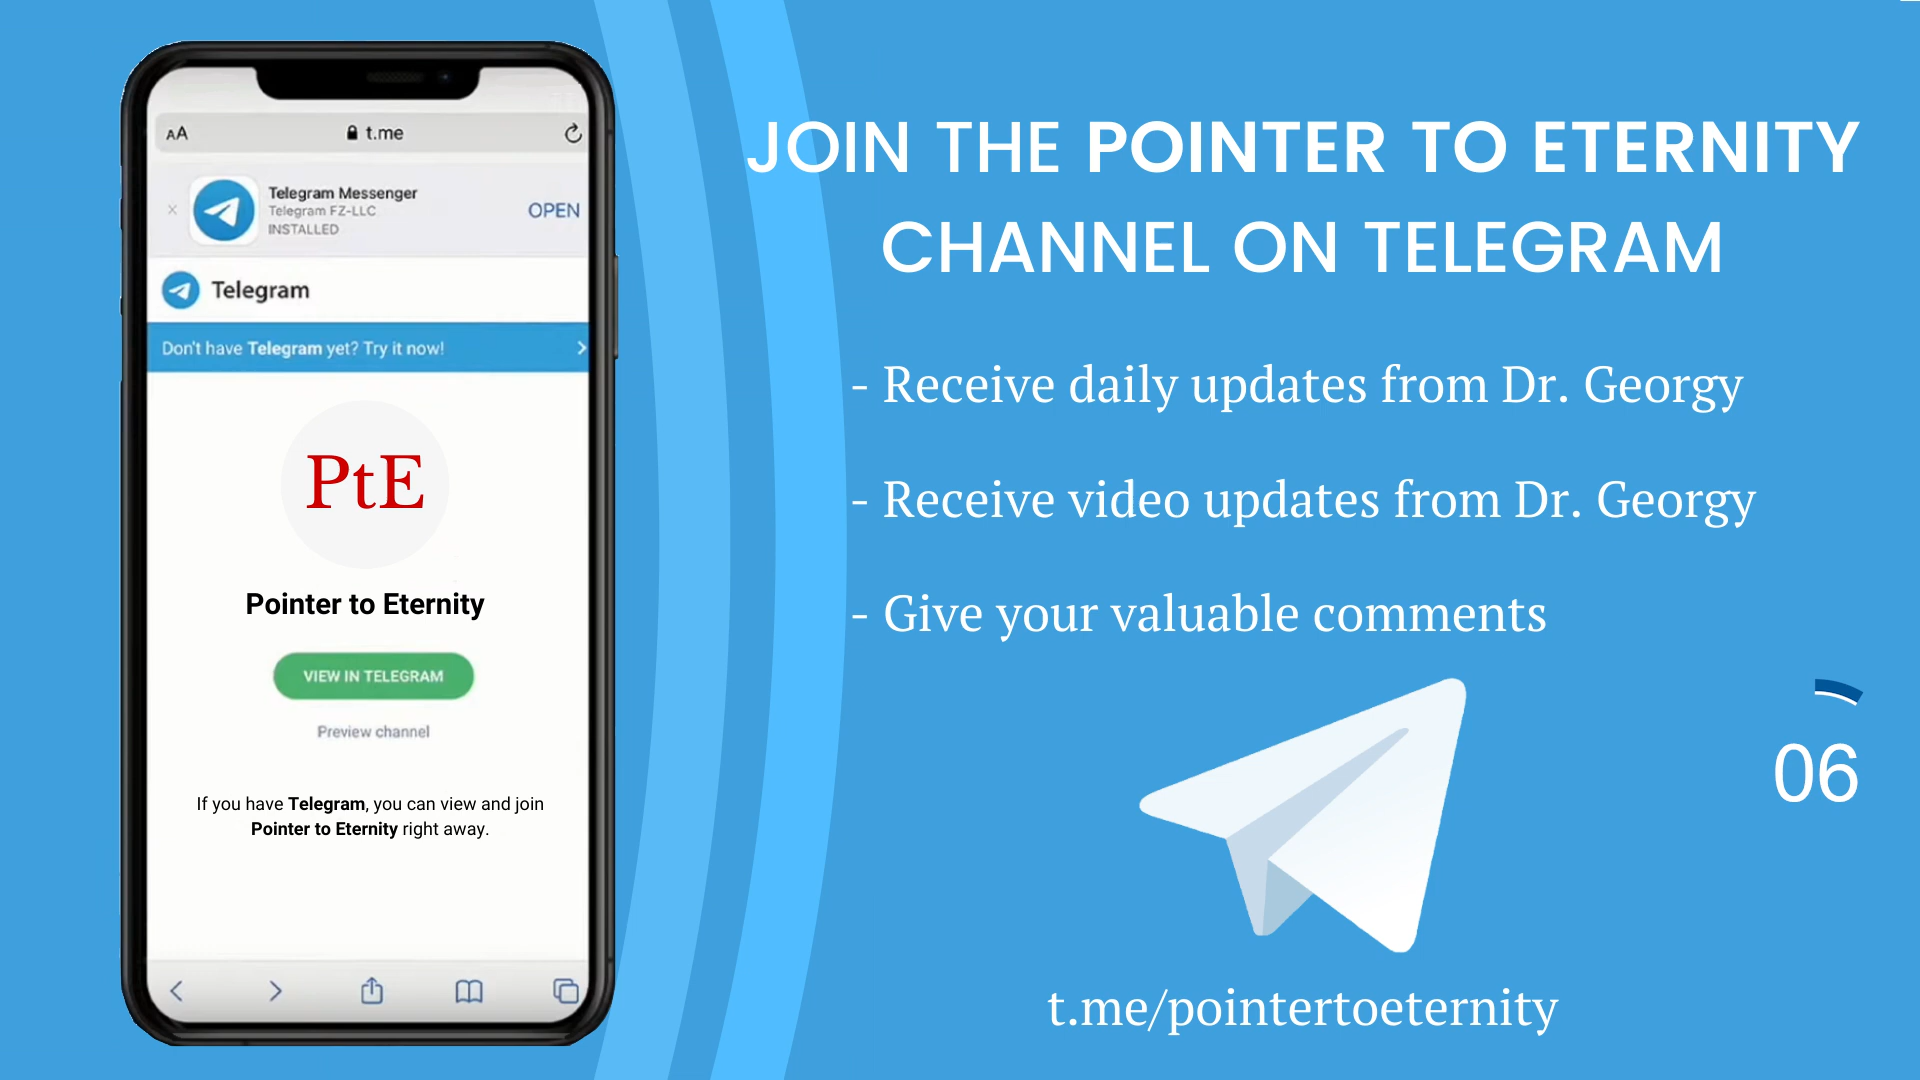 AA
t.me
Telegram Messenger
Telegram FZ-LLC
INSTALLED
OPEN
Telegram
Don't have Telegram yet? Try it now!
PtE
Pointer to Eternity
VIEW IN TELEGRAM
Preview channel
If you have Telegram, you can view and join
Pointer to Eternity right away.
JOIN THE POINTER TO ETERNITY
CHANNEL ON TELEGRAM
- Receive daily updates from Dr. Georgy
- Receive video updates from Dr. Georgy
- Give your valuable comments
06
t.me/pointertoeternity